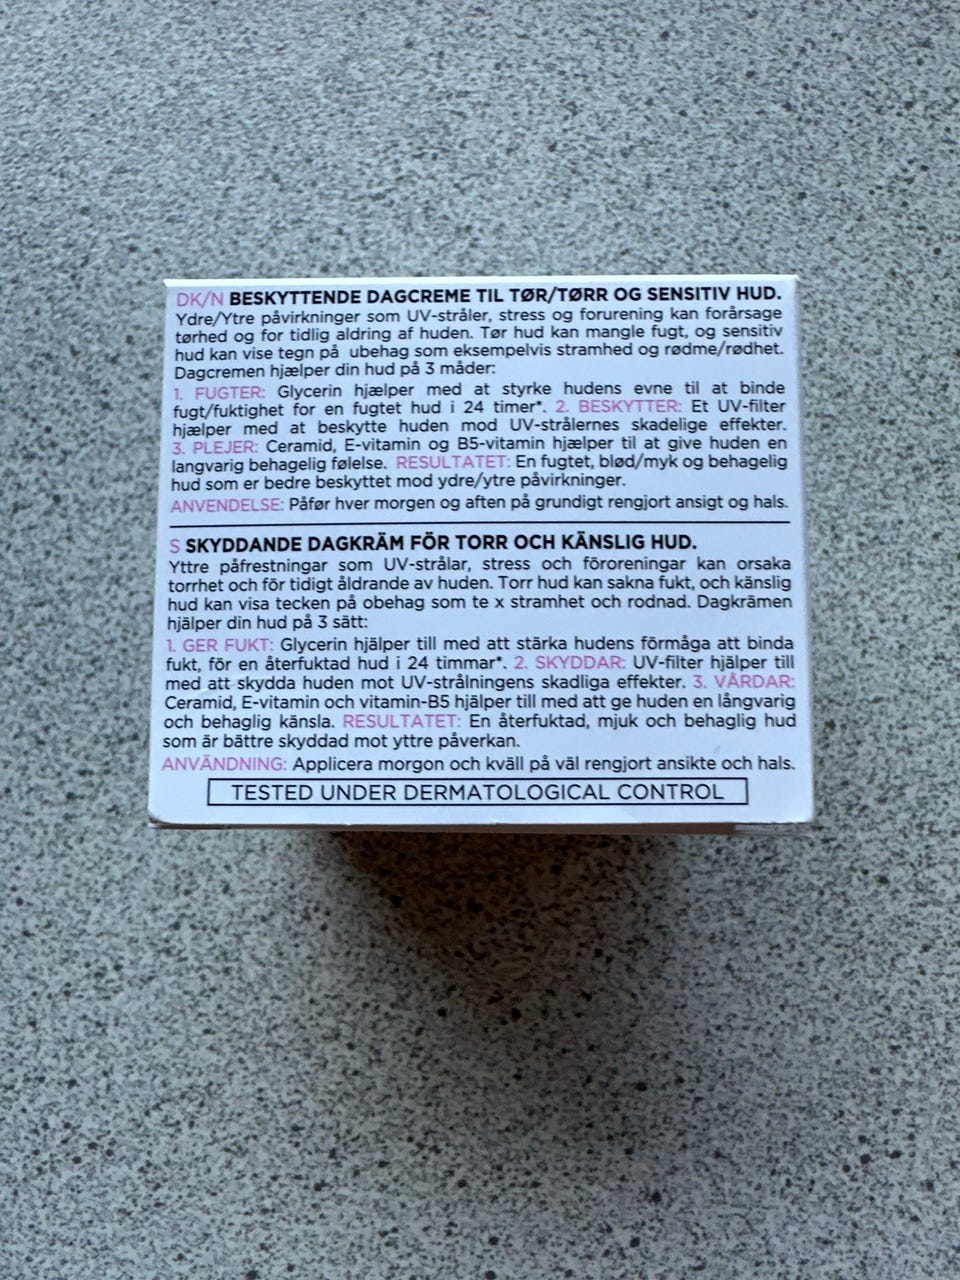 DK/N BESKYTTENDE DAGCREME TIL TØR/TØRR OG SENSITIV HUD.
Ydre/Ytre påvirkninger som UV-stråler, stress og forurening kan forårsage
tørhed og for tidlig aldring af huden. Tør hud kan mangle fugt, og sensitiv
hud kan vise tegn på ubehag som eksempelvis stramhed og rødme/rødhet.
Dagcremen hjælper din hud på 3 måder:
1. FUGTER: Glycerin hjælper med at styrke hudens evne til at binde
fugt/fuktighet for en fugtet hud i 24 timer*. 2. BESKYTTER: Et UV-filter
hjælper med at beskytte huden mod UV-strålernes skadelige effekter.
3. PLEJER: Ceramid, E-vitamin og B5-vitamin hjælper til at give huden en
langvarig behagelig følelse. RESULTATET: En fugtet, blød/myk og behagelig
hud som er bedre beskyttet mod ydre/ytre påvirkninger.
ANVENDELSE: Påfør hver morgen og aften på grundigt rengjort ansigt og hals.
S SKYDDANDE DAGKRÄM FÖR TORR OCH KÄNSLIG HUD.
Yttre påfrestningar som UV-strålar, stress och föroreningar kan orsaka
torrhet och för tidigt åldrande av huden. Torr hud kan sakna fukt, och känslig
hud kan visa tecken på obehag som te x stramhet och rodnad. Dagkrämen
hjälper din hud på 3 sätt:
1. GER FUKT: Glycerin hjälper till med att stärka hudens förmåga att binda
fukt, för en återfuktad hud i 24 timmar*. 2. SKYDDAR: UV-filter hjälper till
med att skydda huden mot UV-strålningens skadliga effekter. 3. VÅRDAR:
Ceramid, E-vitamin och vitamin-B5 hjälper till med att ge huden en långvarig
och behaglig känsla. RESULTATET: En återfuktad, mjuk och behaglig hud
som är bättre skyddad mot yttre påverkan.
ANVÄNDNING: Applicera morgon och kväll på väl rengjort ansikte och hals.
TESTED UNDER DERMATOLOGICAL CONTROL